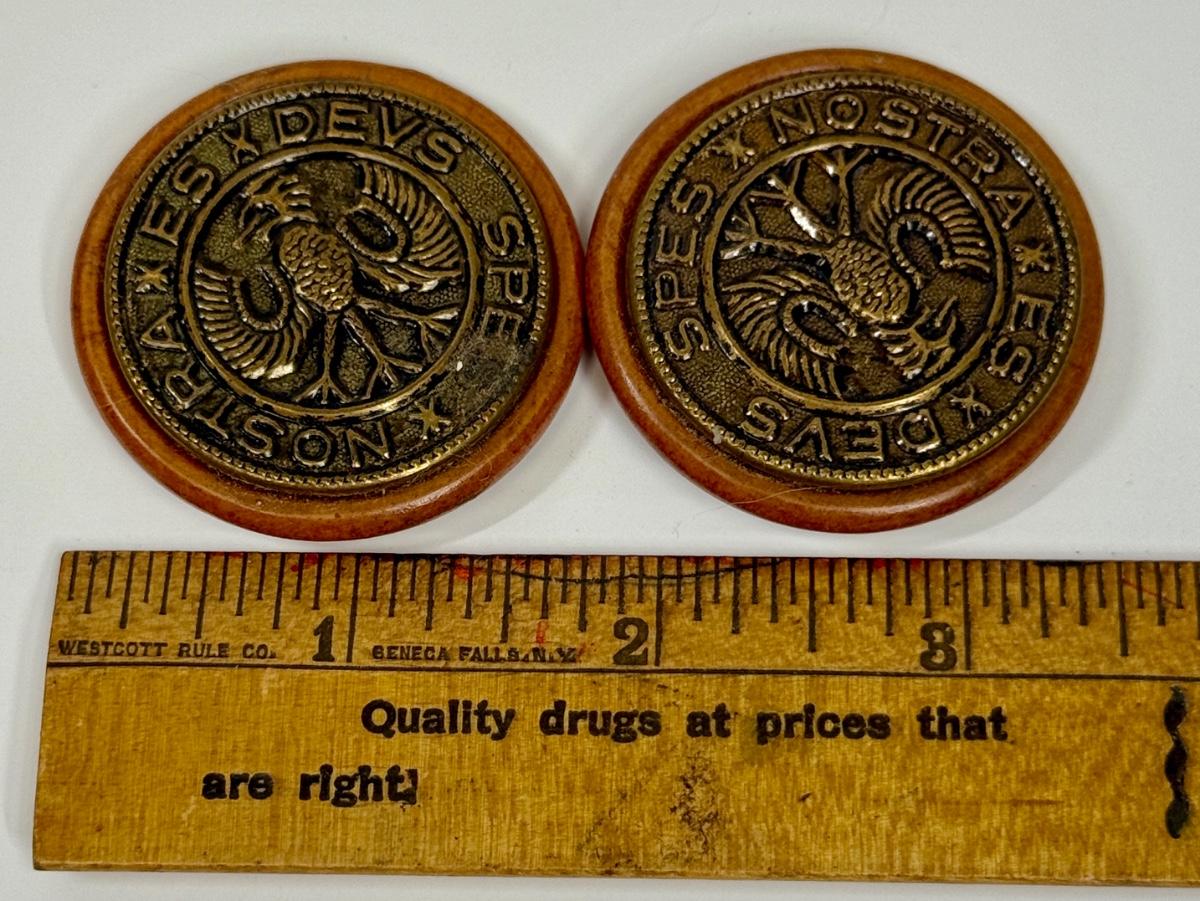 DEVS SPES * NOSTRA * ES *
SPES * NOSTRA * ES * DEVS
1 2 3
WESTCOTT RULE CO. SENECA FALLS, N.Y.
Quality drugs at prices that
are right!